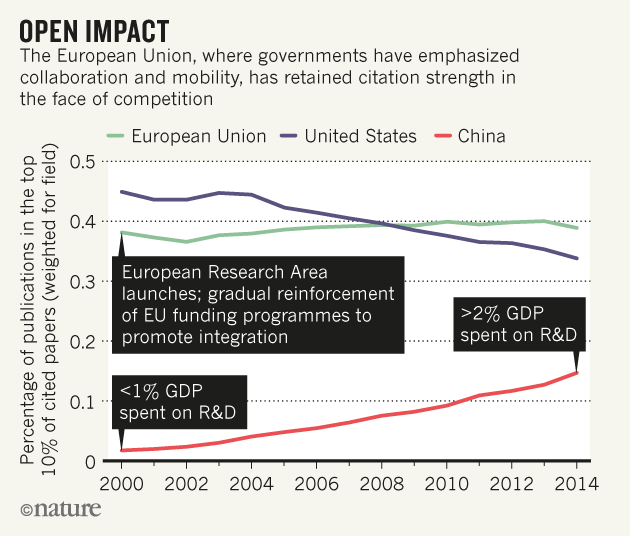 OPEN IMPACT
The European Union, where governments have emphasized
collaboration and mobility, has retained citation strength in
the face of competition
European Union
United States
China
Percentage of publications in the top
10% of cited papers (weighted for field)
0.5
0.4
0.3
0.2
0.1
0
European Research Area
launches; gradual reinforcement
of EU funding programmes to
promote integration
>2% GDP
spent on R&D
<1% GDP
spent on R&D
2000 2002 2004 2006 2008 2010 2012 2014
©nature